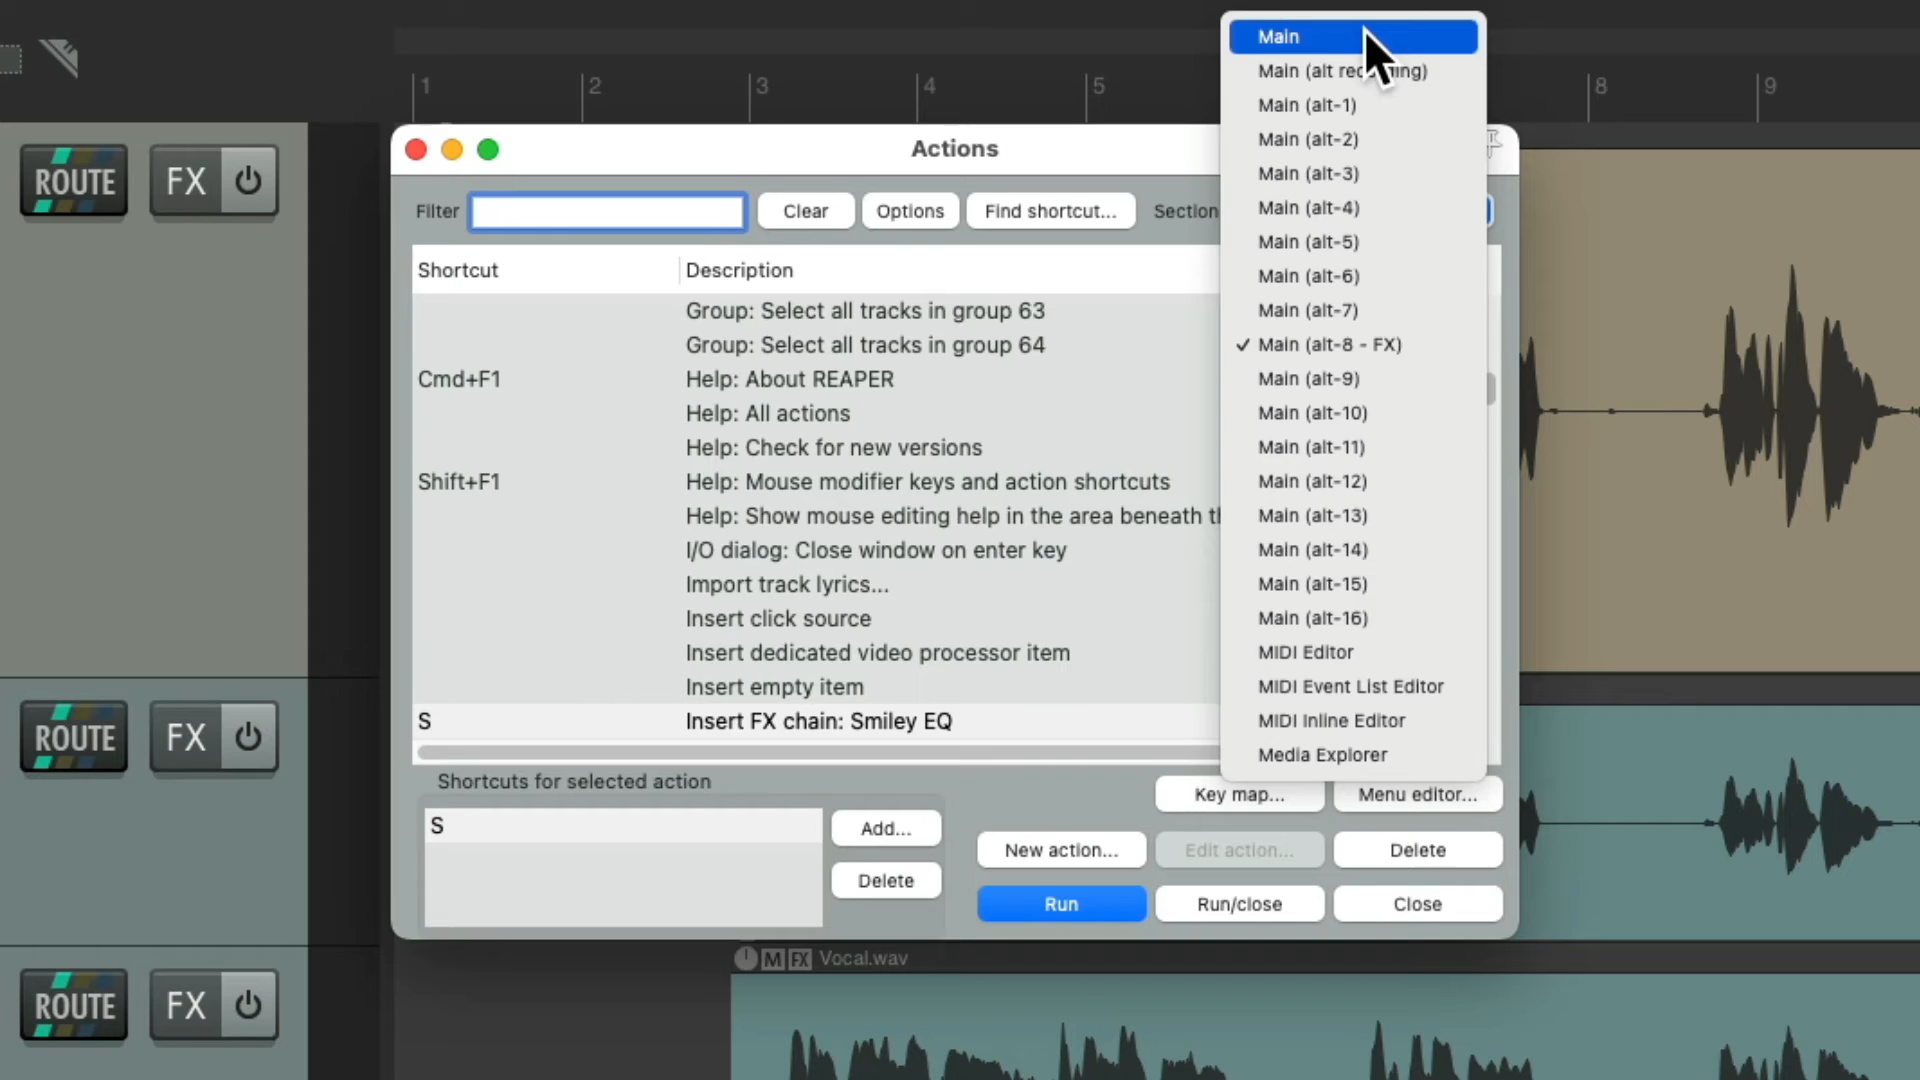 1 2 3 4 5 8 9
ROUTE FX
Actions
Filter Clear Options Find shortcut... Section
Shortcut Description
Group: Select all tracks in group 63
Group: Select all tracks in group 64
Cmd+F1 Help: About REAPER
Help: All actions
Help: Check for new versions
Shift+F1 Help: Mouse modifier keys and action shortcuts
Help: Show mouse editing help in the area beneath
I/O dialog: Close window on enter key
Import track lyrics...
Insert click source
Insert dedicated video processor item
Insert empty item
S Insert FX chain: Smiley EQ
Shortcuts for selected action
S
Add...
Delete
Key map... Menu editor...
New action... Edit action... Delete
Run Run/close Close
Main
Main (alt
Main (alt-1)
Main (alt-2)
Main (alt-3)
Main (alt-4)
Main (alt-5)
Main (alt-6)
Main (alt-7)
✓ Main (alt-8 - FX)
Main (alt-9)
Main (alt-10)
Main (alt-11)
Main (alt-12)
Main (alt-13)
Main (alt-14)
Main (alt-15)
Main (alt-16)
MIDI Editor
MIDI Event List Editor
MIDI Inline Editor
Media Explorer
ROUTE FX
M FX Vocal.wav
ROUTE FX